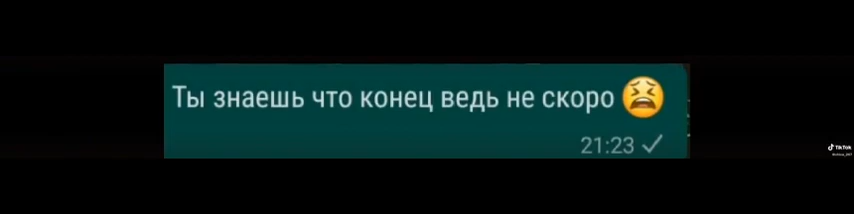 Ты знаешь что конец ведь не скоро 😫
21:23
TikTok